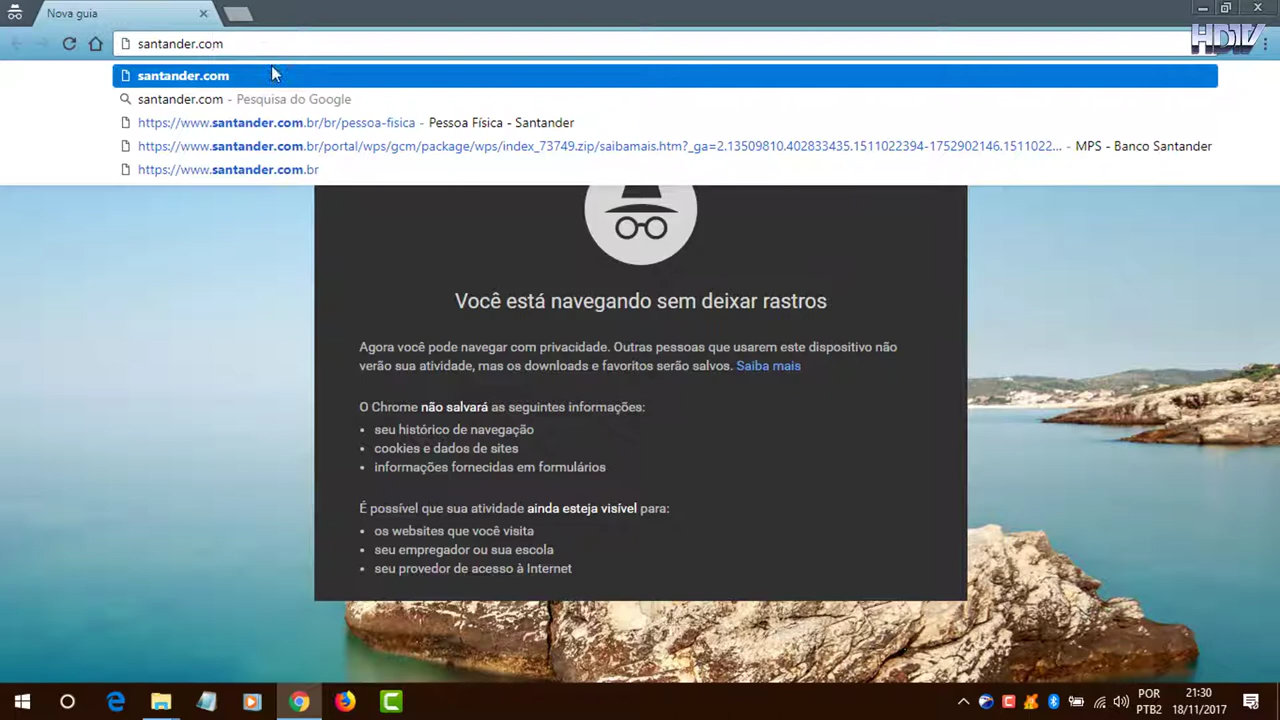 Nova guia
santander.com
HDTV
santander.com
santander.com - Pesquisa do Google
https://www.santander.com.br/br/pessoa-fisica - Pessoa Física - Santander
https://www.santander.com.br/portal/wps/gcm/package/wps/index_73749.zip/saibamais.htm?_ga=2.13509810.402833435.1511022394-1752902146.1511022... - MPS - Banco Santander
https://www.santander.com.br
Você está navegando sem deixar rastros
Agora você pode navegar com privacidade. Outras pessoas que usarem este dispositivo não
verão sua atividade, mas os downloads e favoritos serão salvos. Saiba mais
O Chrome não salvará as seguintes informações:
• seu histórico de navegação
• cookies e dados de sites
• informações fornecidas em formulários
É possível que sua atividade ainda esteja visível para:
• os websites que você visita
• seu empregador ou sua escola
• seu provedor de acesso à Internet
POR
PTB2
21:30
18/11/2017